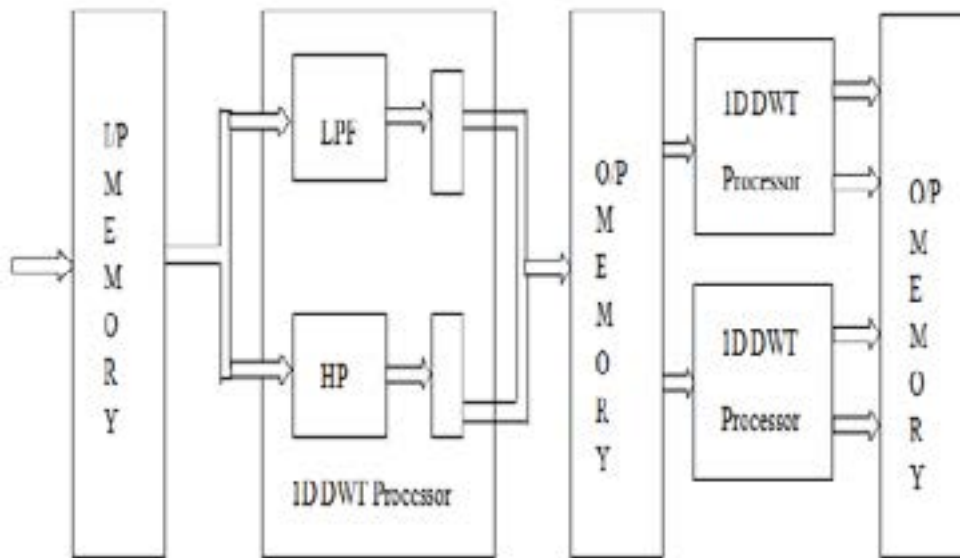 I/P
M
E
M
O
R
Y
LPF
HP
1D DWT Processor
O/P
M
E
M
O
R
Y
1D DWT
Processor
1D DWT
Processor
O/P
M
E
M
O
R
Y